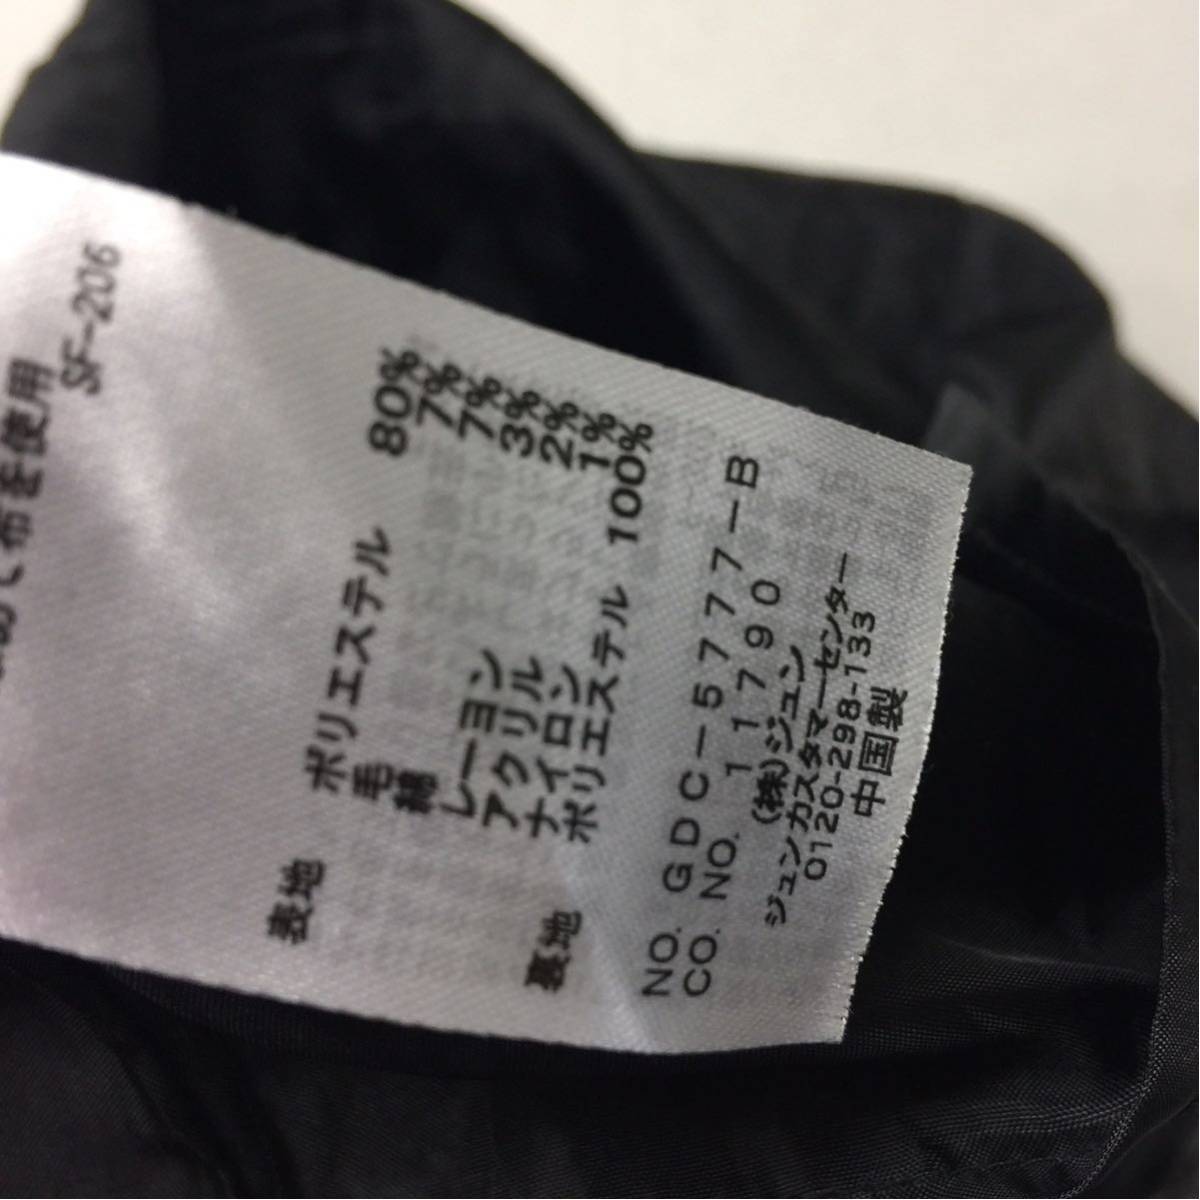 て布を使用
SF-206
表地 ポリエステル 80%
毛 7%
綿 7%
レーヨン 3%
アクリル 2%
ナイロン 1%
裏地 ポリエステル 100%
NO. GDC-5777-B
CO. NO. 11790
(株)ジュン
ジュンカスタマーセンター
0120-298-133
中国製